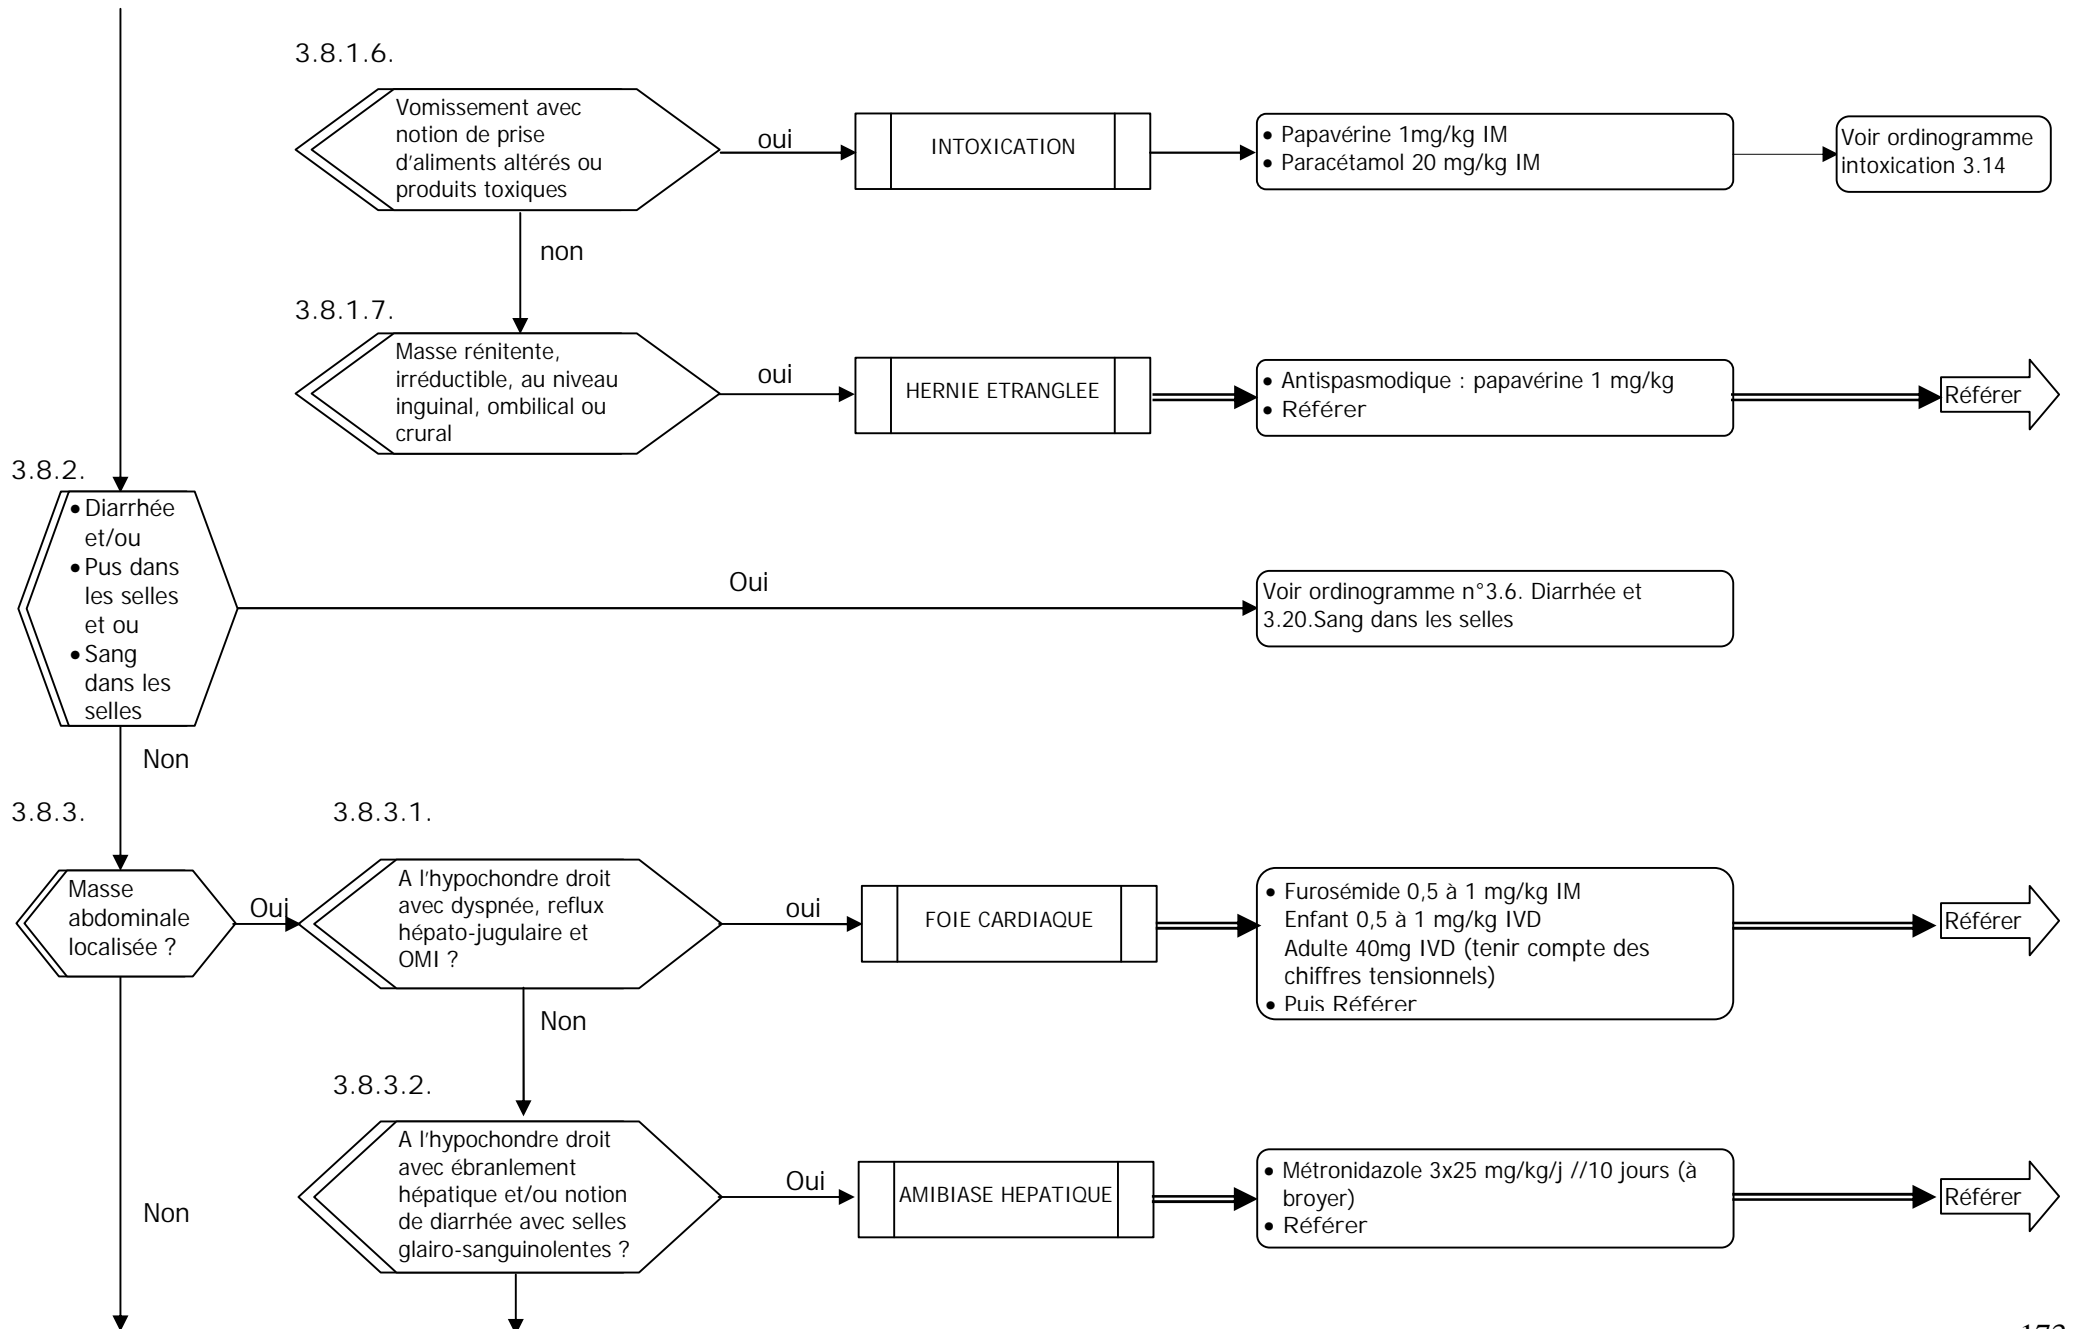 3.8.1.6.
Vomissement avec
notion de prise
d'aliments altérés ou
produits toxiques
oui
INTOXICATION
• Papavérine 1mg/kg IM
• Paracétamol 20 mg/kg IM
Voir ordinogramme
intoxication 3.14
non
3.8.1.7.
Masse rénitente,
irréductible, au niveau
inguinal, ombilical ou
crural
oui
HERNIE ETRANGLEE
• Antispasmodique : papavérine 1 mg/kg
• Référer
Référer
3.8.2.
• Diarrhée
et/ou
• Pus dans
les selles
et ou
• Sang
dans les
selles
Oui
Voir ordinogramme n°3.6. Diarrhée et
3.20.Sang dans les selles
Non
3.8.3.
Masse
abdominale
localisée ?
Oui
3.8.3.1.
A l'hypochondre droit
avec dyspnée, reflux
hépato-jugulaire et
OMI ?
oui
FOIE CARDIAQUE
• Furosémide 0,5 à 1 mg/kg IM
Enfant 0,5 à 1 mg/kg IVD
Adulte 40mg IVD (tenir compte des
chiffres tensionnels)
• Puis Référer
Référer
Non
3.8.3.2.
A l'hypochondre droit
avec ébranlement
hépatique et/ou notion
de diarrhée avec selles
glairo-sanguinolentes ?
Oui
AMIBIASE HEPATIQUE
• Métronidazole 3x25 mg/kg/j //10 jours (à
broyer)
• Référer
Référer
Non